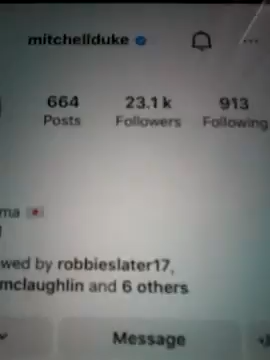 mitchellduke
664 23.1k 913
Posts Followers Following
ma
wed by robbieslater17,
mclaughlin and 6 others
Message